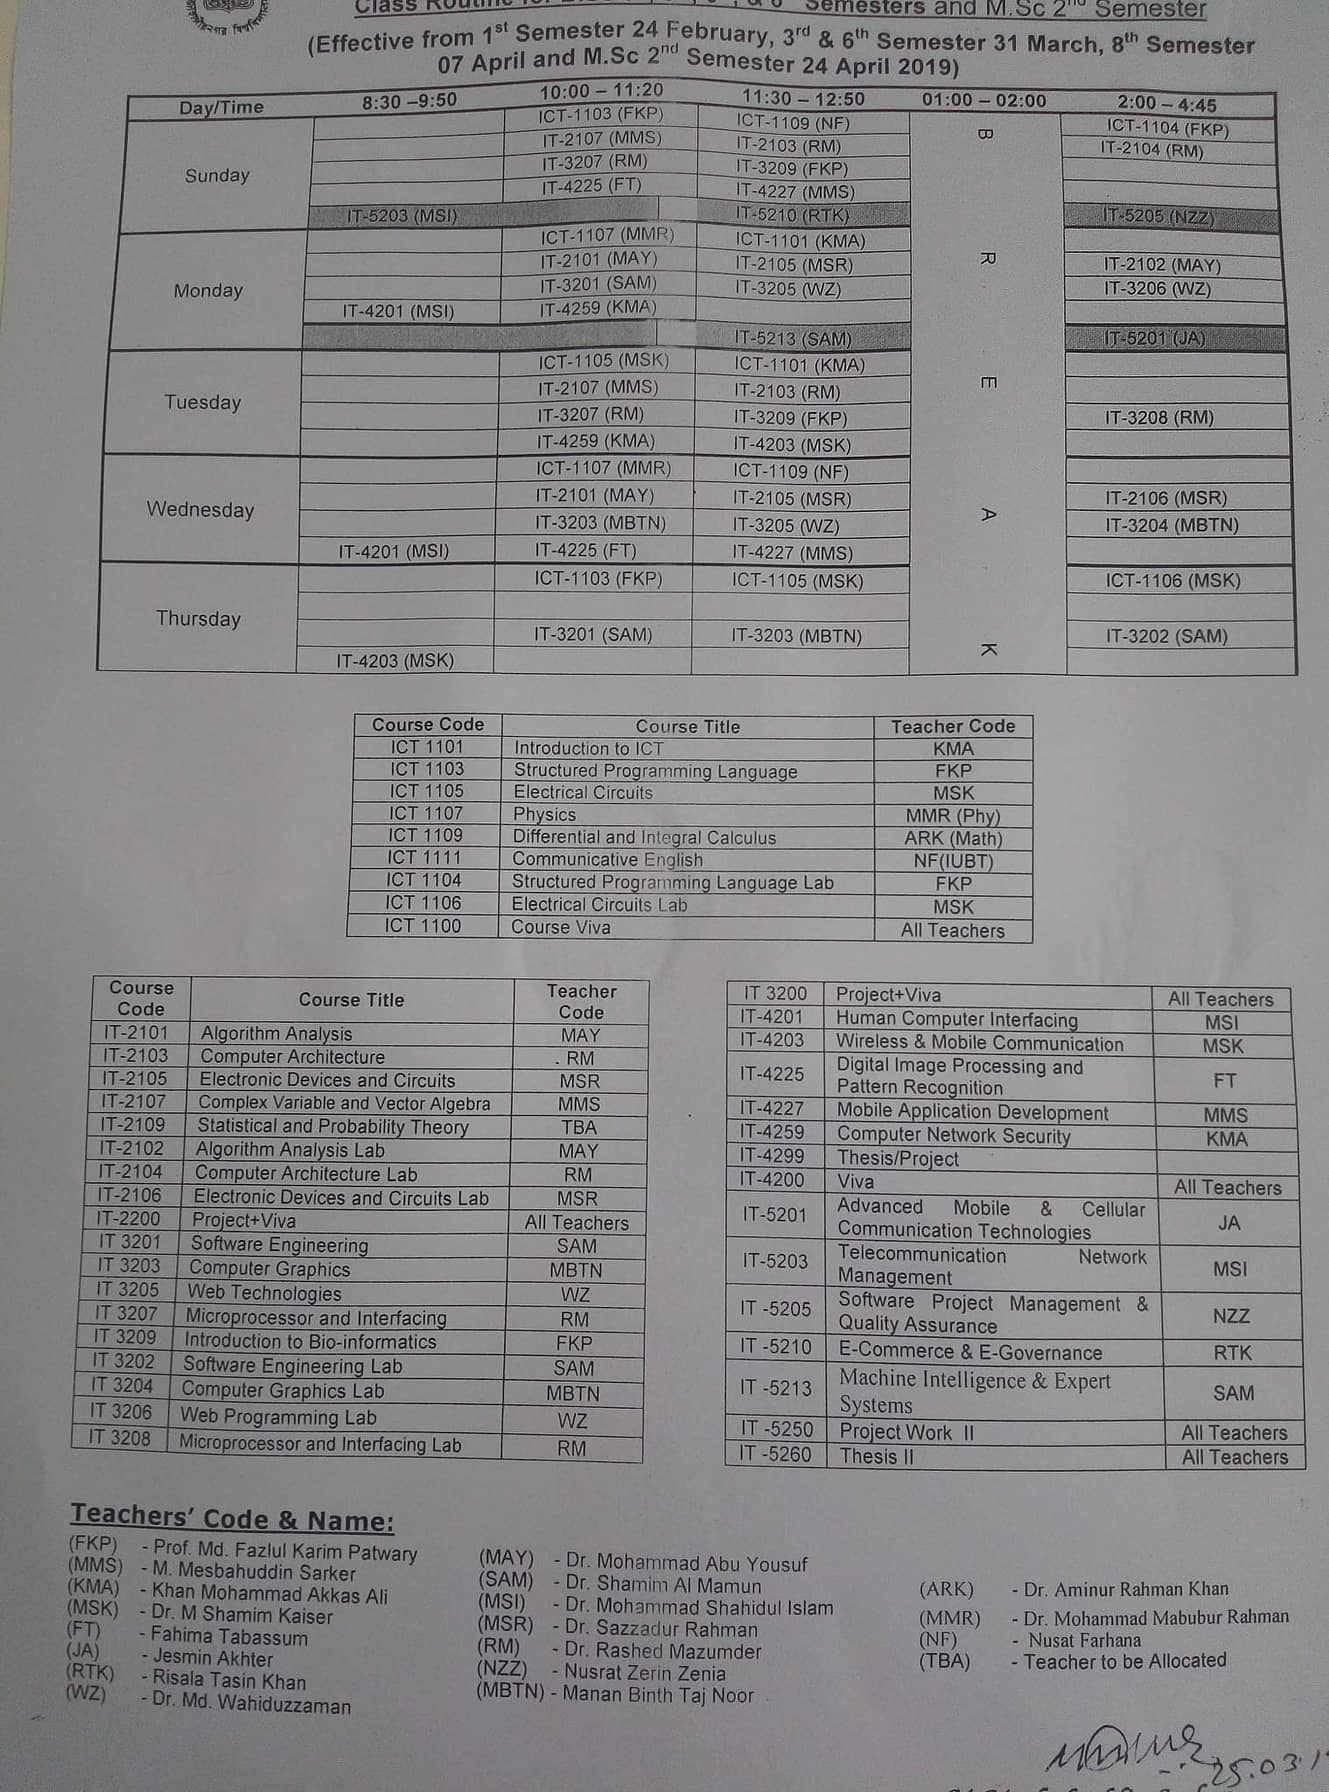 Semesters and M.Sc 2nd Semester
(Effective from 1st Semester 24 February, 3rd & 6th Semester 31 March, 8th Semester
07 April and M.Sc 2nd Semester 24 April 2019)
Day/Time 8:30 –9:50 10:00 – 11:20 11:30 – 12:50 01:00 – 02:00 2:00 – 4:45
Sunday
ICT-1103 (FKP) ICT-1109 (NF) ICT-1104 (FKP)
IT-2107 (MMS) IT-2103 (RM) IT-2104 (RM)
IT-3207 (RM) IT-3209 (FKP)
IT-4225 (FT) IT-4227 (MMS)
IT-5203 (MSI) IT-5210 (RTK) IT-5205 (NZZ)
Monday
ICT-1107 (MMR) ICT-1101 (KMA)
IT-2101 (MAY) IT-2105 (MSR) IT-2102 (MAY)
IT-3201 (SAM) IT-3205 (WZ) IT-3206 (WZ)
IT-4201 (MSI) IT-4259 (KMA)
IT-5213 (SAM) IT-5201 (JA)
Tuesday
ICT-1105 (MSK) ICT-1101 (KMA)
IT-2107 (MMS) IT-2103 (RM)
IT-3207 (RM) IT-3209 (FKP) IT-3208 (RM)
IT-4259 (KMA) IT-4203 (MSK)
Wednesday
ICT-1107 (MMR) ICT-1109 (NF)
IT-2101 (MAY) IT-2105 (MSR) IT-2106 (MSR)
IT-3203 (MBTN) IT-3205 (WZ) IT-3204 (MBTN)
IT-4201 (MSI) IT-4225 (FT) IT-4227 (MMS)
Thursday
ICT-1103 (FKP) ICT-1105 (MSK) ICT-1106 (MSK)
IT-3201 (SAM) IT-3203 (MBTN) IT-3202 (SAM)
IT-4203 (MSK)
B R E A K
Course Code Course Title Teacher Code
ICT 1101 Introduction to ICT KMA
ICT 1103 Structured Programming Language FKP
ICT 1105 Electrical Circuits MSK
ICT 1107 Physics MMR (Phy)
ICT 1109 Differential and Integral Calculus ARK (Math)
ICT 1111 Communicative English NF(IUBT)
ICT 1104 Structured Programming Language Lab FKP
ICT 1106 Electrical Circuits Lab MSK
ICT 1100 Course Viva All Teachers
Course Code Course Title Teacher Code
IT-2101 Algorithm Analysis MAY
IT-2103 Computer Architecture RM
IT-2105 Electronic Devices and Circuits MSR
IT-2107 Complex Variable and Vector Algebra MMS
IT-2109 Statistical and Probability Theory TBA
IT-2102 Algorithm Analysis Lab MAY
IT-2104 Computer Architecture Lab RM
IT-2106 Electronic Devices and Circuits Lab MSR
IT-2200 Project+Viva All Teachers
IT 3201 Software Engineering SAM
IT 3203 Computer Graphics MBTN
IT 3205 Web Technologies WZ
IT 3207 Microprocessor and Interfacing RM
IT 3209 Introduction to Bio-informatics FKP
IT 3202 Software Engineering Lab SAM
IT 3204 Computer Graphics Lab MBTN
IT 3206 Web Programming Lab WZ
IT 3208 Microprocessor and Interfacing Lab RM
IT 3200 Project+Viva All Teachers
IT-4201 Human Computer Interfacing MSI
IT-4203 Wireless & Mobile Communication MSK
IT-4225 Digital Image Processing and
Pattern Recognition FT
IT-4227 Mobile Application Development MMS
IT-4259 Computer Network Security KMA
IT-4299 Thesis/Project
IT-4200 Viva All Teachers
IT-5201 Advanced Mobile & Cellular
Communication Technologies JA
IT-5203 Telecommunication Network
Management MSI
IT -5205 Software Project Management &
Quality Assurance NZZ
IT -5210 E-Commerce & E-Governance RTK
IT -5213 Machine Intelligence & Expert
Systems SAM
IT -5250 Project Work II All Teachers
IT -5260 Thesis II All Teachers
Teachers' Code & Name:
(FKP) - Prof. Md. Fazlul Karim Patwary
(MMS) - M. Mesbahuddin Sarker
(KMA) - Khan Mohammad Akkas Ali
(MSK) - Dr. M Shamim Kaiser
(FT) - Fahima Tabassum
(JA) - Jesmin Akhter
(RTK) - Risala Tasin Khan
(WZ) - Dr. Md. Wahiduzzaman
(MAY) - Dr. Mohammad Abu Yousuf
(SAM) - Dr. Shamim Al Mamun
(MSI) - Dr. Mohammad Shahidul Islam
(MSR) - Dr. Sazzadur Rahman
(RM) - Dr. Rashed Mazumder
(NZZ) - Nusrat Zerin Zenia
(MBTN) - Manan Binth Taj Noor
(ARK) - Dr. Aminur Rahman Khan
(MMR) - Dr. Mohammad Mabubur Rahman
(NF) - Nusat Farhana
(TBA) - Teacher to be Allocated
25.03.1